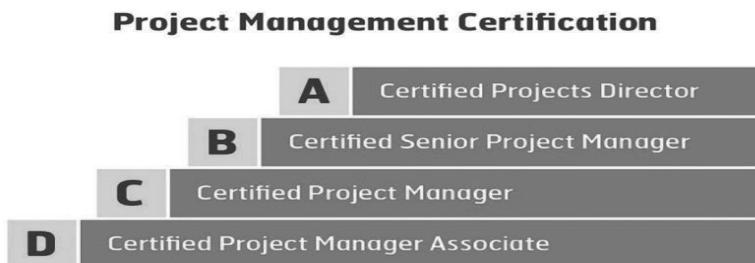 Project Management Certification
A Certified Projects Director
B Certified Senior Project Manager
C Certified Project Manager
D Certified Project Manager Associate